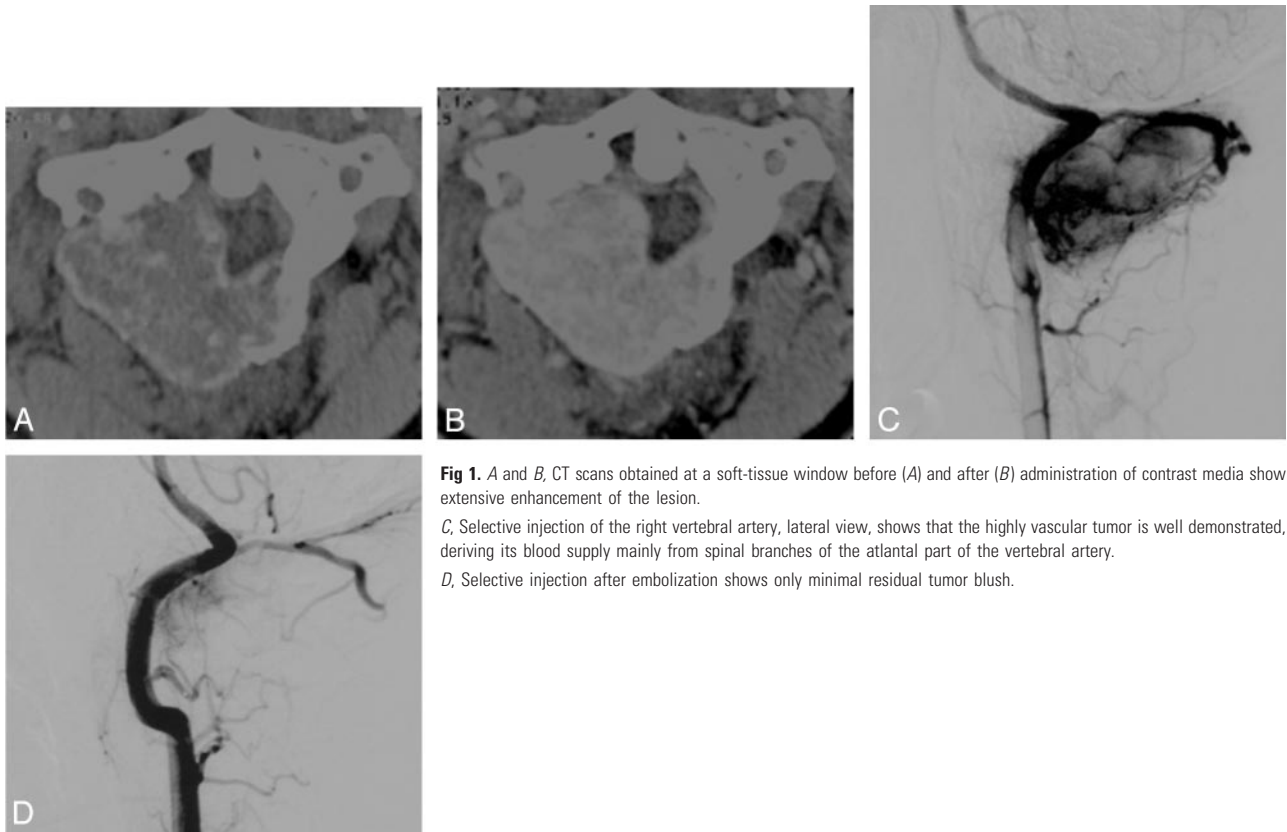 A
1.1x
.5
B
C
D
Fig 1. A and B, CT scans obtained at a soft-tissue window before (A) and after (B) administration of contrast media show
extensive enhancement of the lesion.
C, Selective injection of the right vertebral artery, lateral view, shows that the highly vascular tumor is well demonstrated,
deriving its blood supply mainly from spinal branches of the atlantal part of the vertebral artery.
D, Selective injection after embolization shows only minimal residual tumor blush.